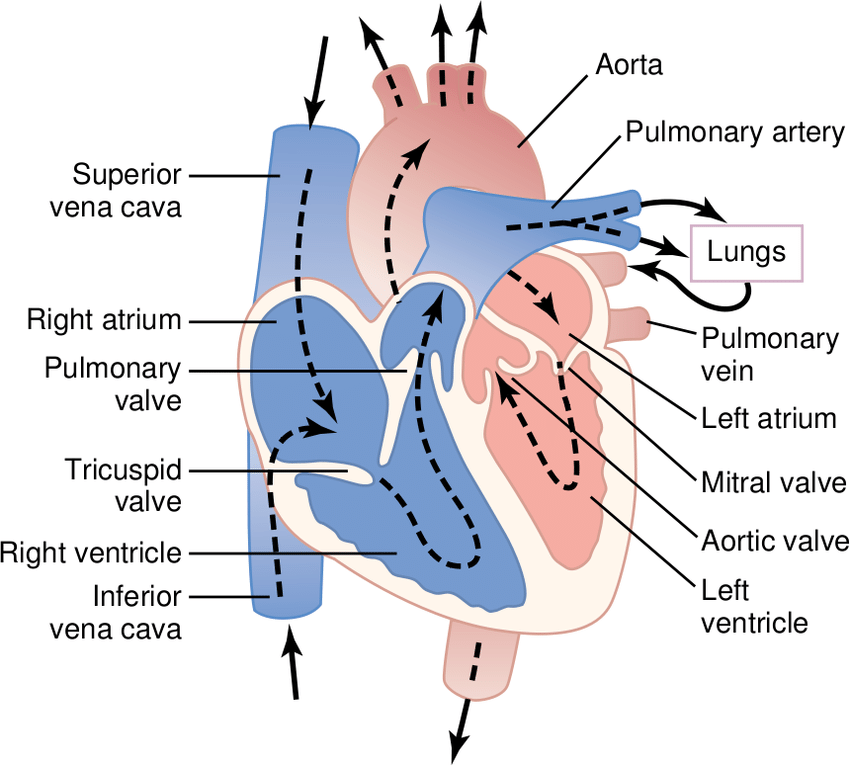 Aorta
Pulmonary artery
Superior
vena cava
Lungs
Right atrium
Pulmonary
valve
Pulmonary
vein
Left atrium
Tricuspid
valve
Mitral valve
Aortic valve
Right ventricle
Left
ventricle
Inferior
vena cava